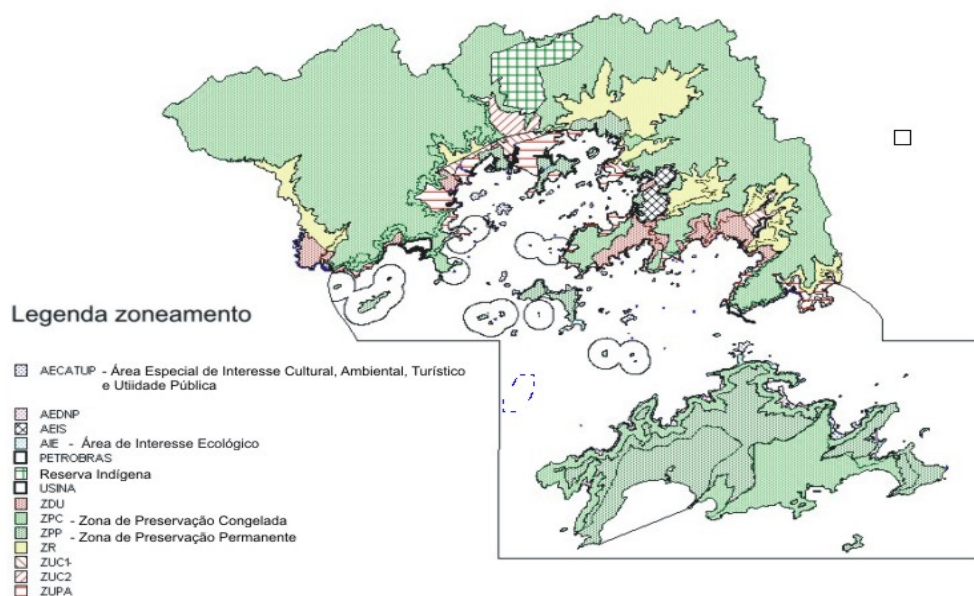 Legenda zoneamento
AECATUP - Área Especial de Interesse Cultural, Ambiental, Turístico
e Utiidade Pública
AEDNP
AEIS
AIE - Área de Interesse Ecológico
PETROBRAS
Reserva Indígena
USINA
ZDU
ZPC - Zona de Preservação Congelada
ZPP - Zona de Preservação Permanente
ZR
ZUC1
ZUC2
ZUPA